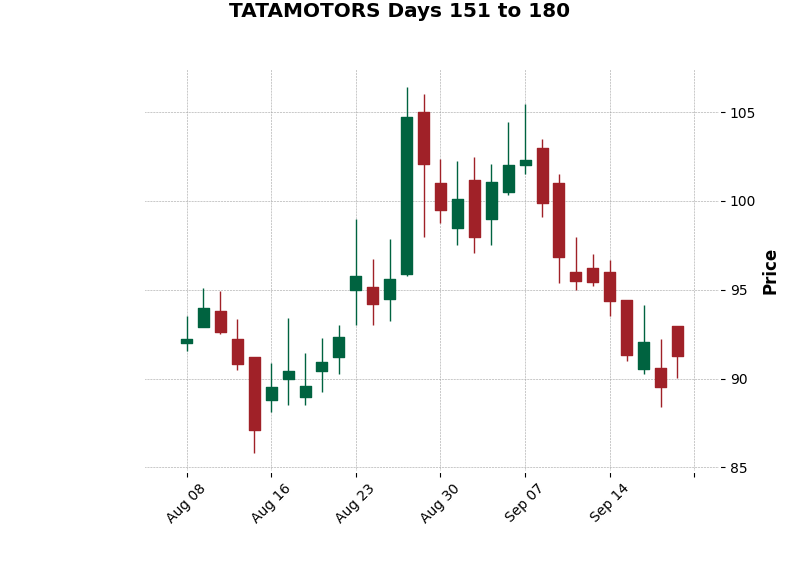 TATAMOTORS Days 151 to 180
105
100
95
90
85
Price
Aug 08
Aug 16
Aug 23
Aug 30
Sep 07
Sep 14